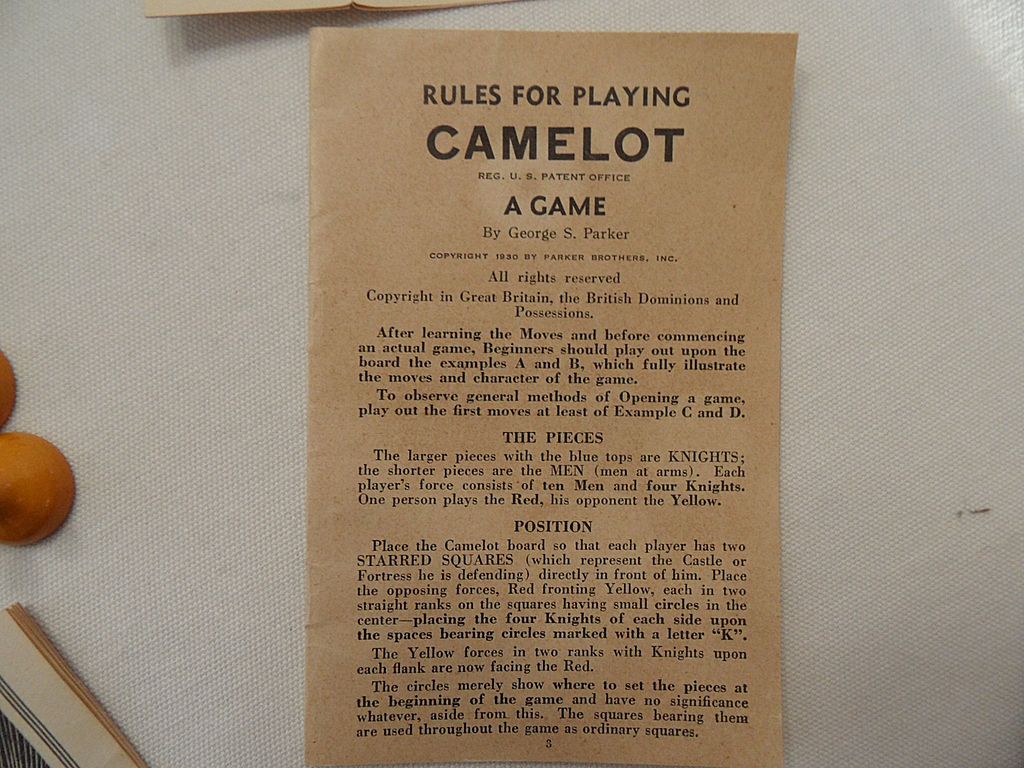 RULES FOR PLAYING
CAMELOT
REG. U. S. PATENT OFFICE
A GAME
By George S. Parker
COPYRIGHT 1930 BY PARKER BROTHERS, INC.
All rights reserved
Copyright in Great Britain, the British Dominions and
Possessions.
After learning the Moves and before commencing
an actual game, Beginners should play out upon the
board the examples A and B, which fully illustrate
the moves and character of the game.
To observe general methods of Opening a game,
play out the first moves at least of Example C and D.
THE PIECES
The larger pieces with the blue tops are KNIGHTS;
the shorter pieces are the MEN (men at arms). Each
player's force consists of ten Men and four Knights.
One person plays the Red, his opponent the Yellow.
POSITION
Place the Camelot board so that each player has two
STARRED SQUARES (which represent the Castle or
Fortress he is defending) directly in front of him. Place
the opposing forces, Red fronting Yellow, each in two
straight ranks on the squares having small circles in the
center—placing the four Knights of each side upon
the spaces bearing circles marked with a letter “K”.
The Yellow forces in two ranks with Knights upon
each flank are now facing the Red.
The circles merely show where to set the pieces at
the beginning of the game and have no significance
whatever, aside from this. The squares bearing them
are used throughout the game as ordinary squares.
3